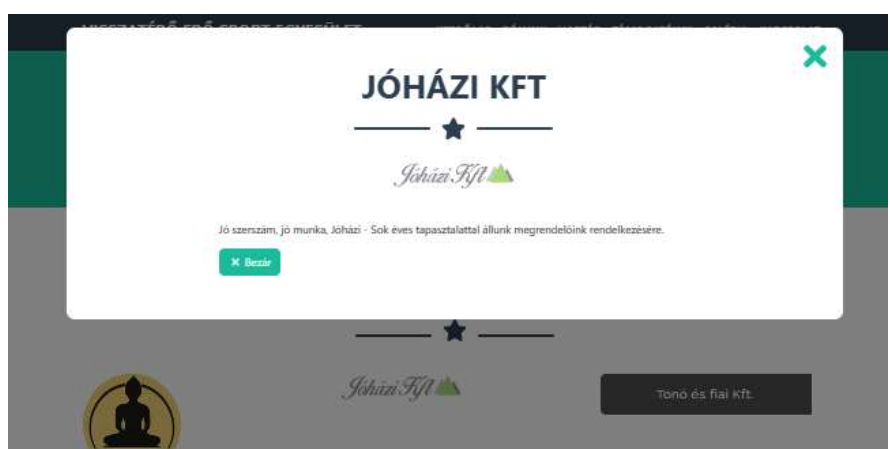 JÓHÁZI KFT
Jóházi Kft
Jó szerszám, jó munka, Jóházi - Sok éves tapasztalattal állunk megrendelőink rendelkezésére.
× Bezár
Jóházi Kft
Tonó és fiai Kft.